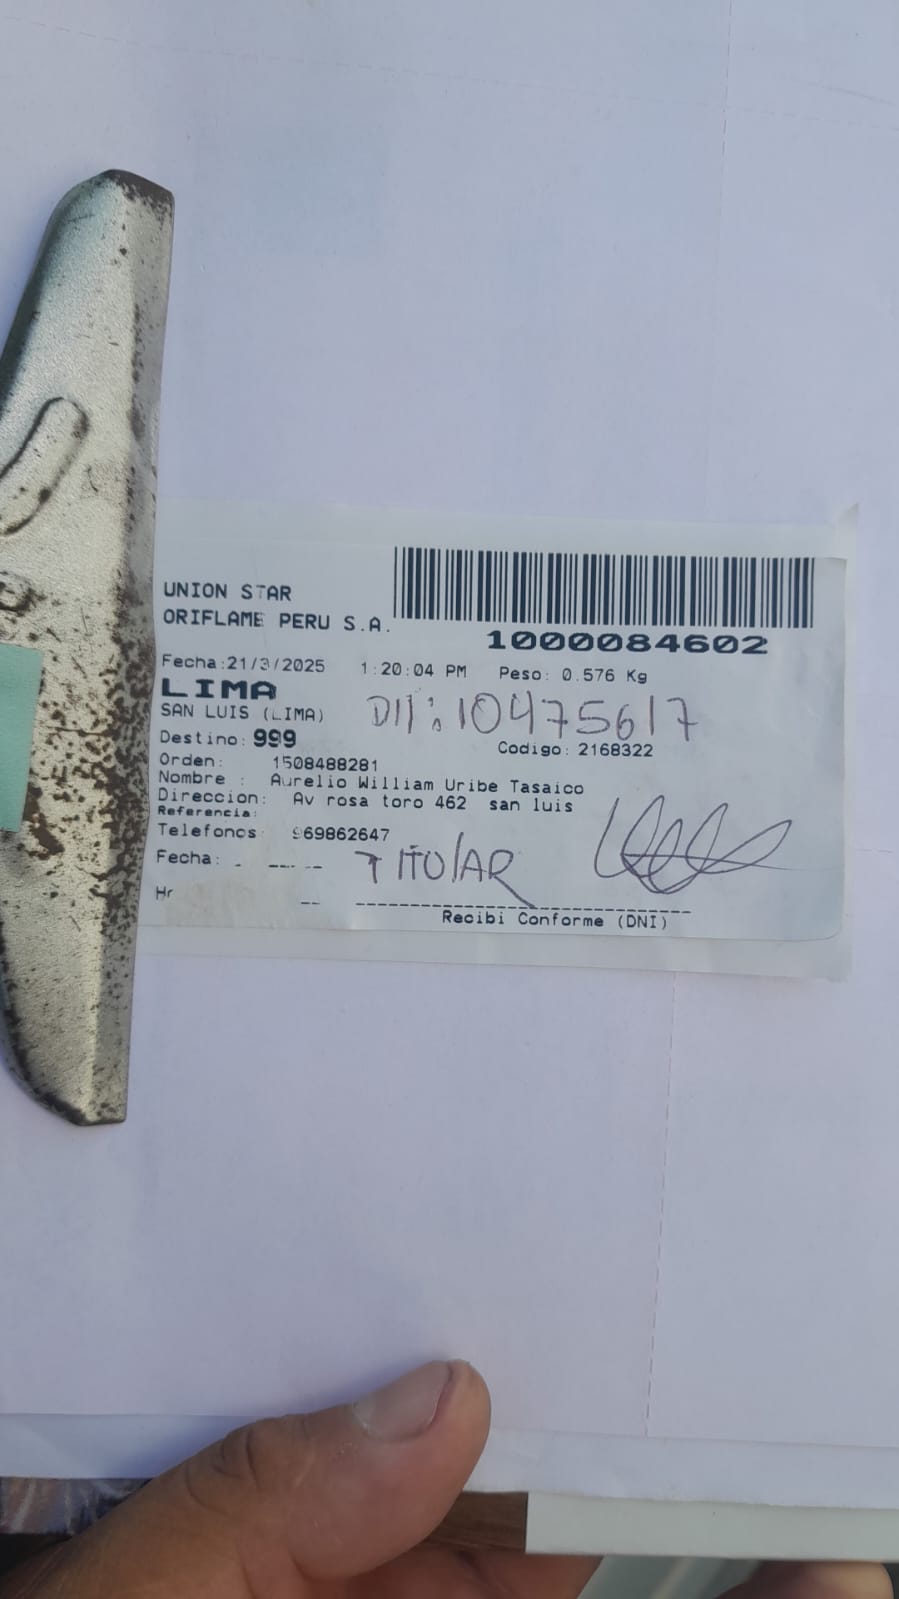 UNION STAR
ORIFLAME PERU S.A.
1000084602
Fecha:21/3/2025 1:20:04 PM Peso: 0.576 Kg
LIMA
SAN LUIS (LIMA) 10475617
Destino: 999 Codigo: 2168322
Orden: 1508488281
Nombre : Aurelio William Uribe Tasaico
Direccion: Av rosa toro 462 san luis
Referencia:
Telefonos: 969862647
Fecha: TITULAR
Hr
Recibi Conforme (DNI)